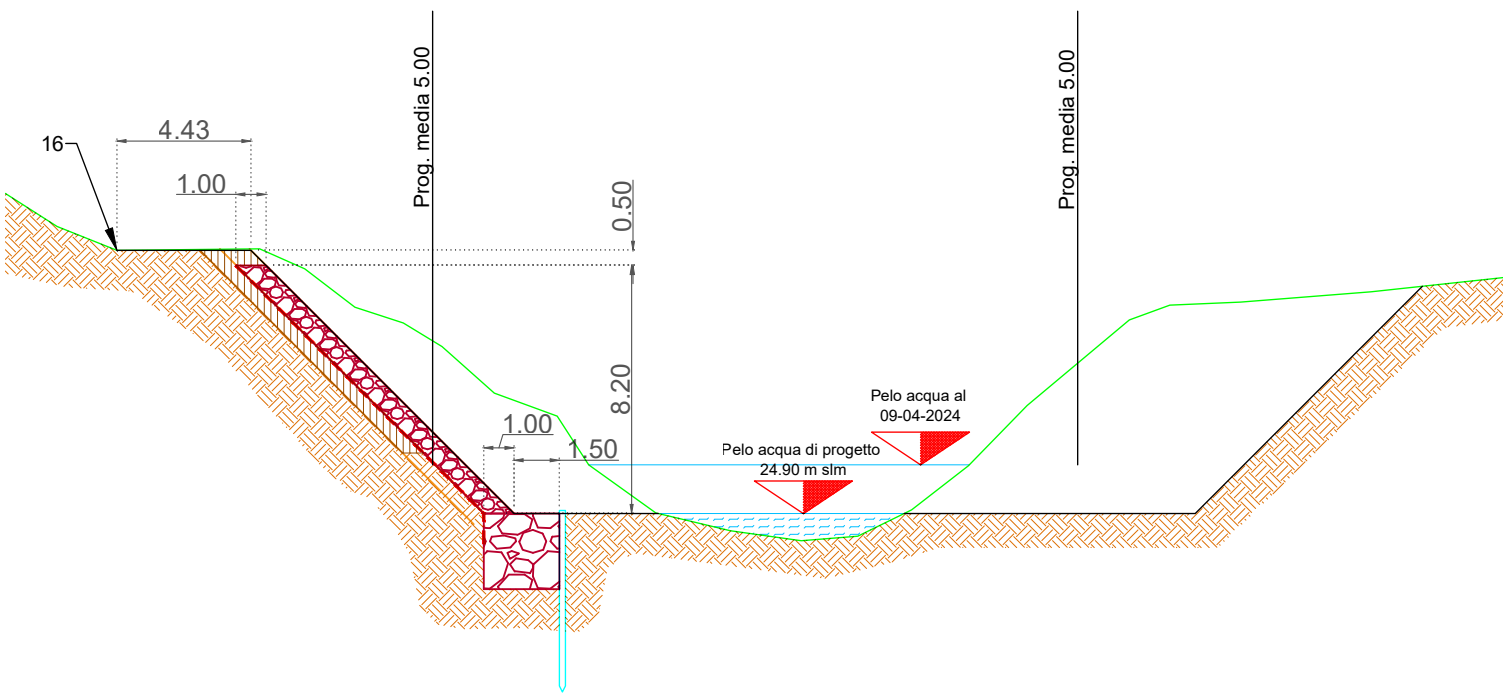 Prog. media 5.00
Prog. media 5.00
4.43
16
1.00
0.50
8.20
Pelo acqua al
09-04-2024
1.00
1.50
Pelo acqua di progetto
24.90 m slm